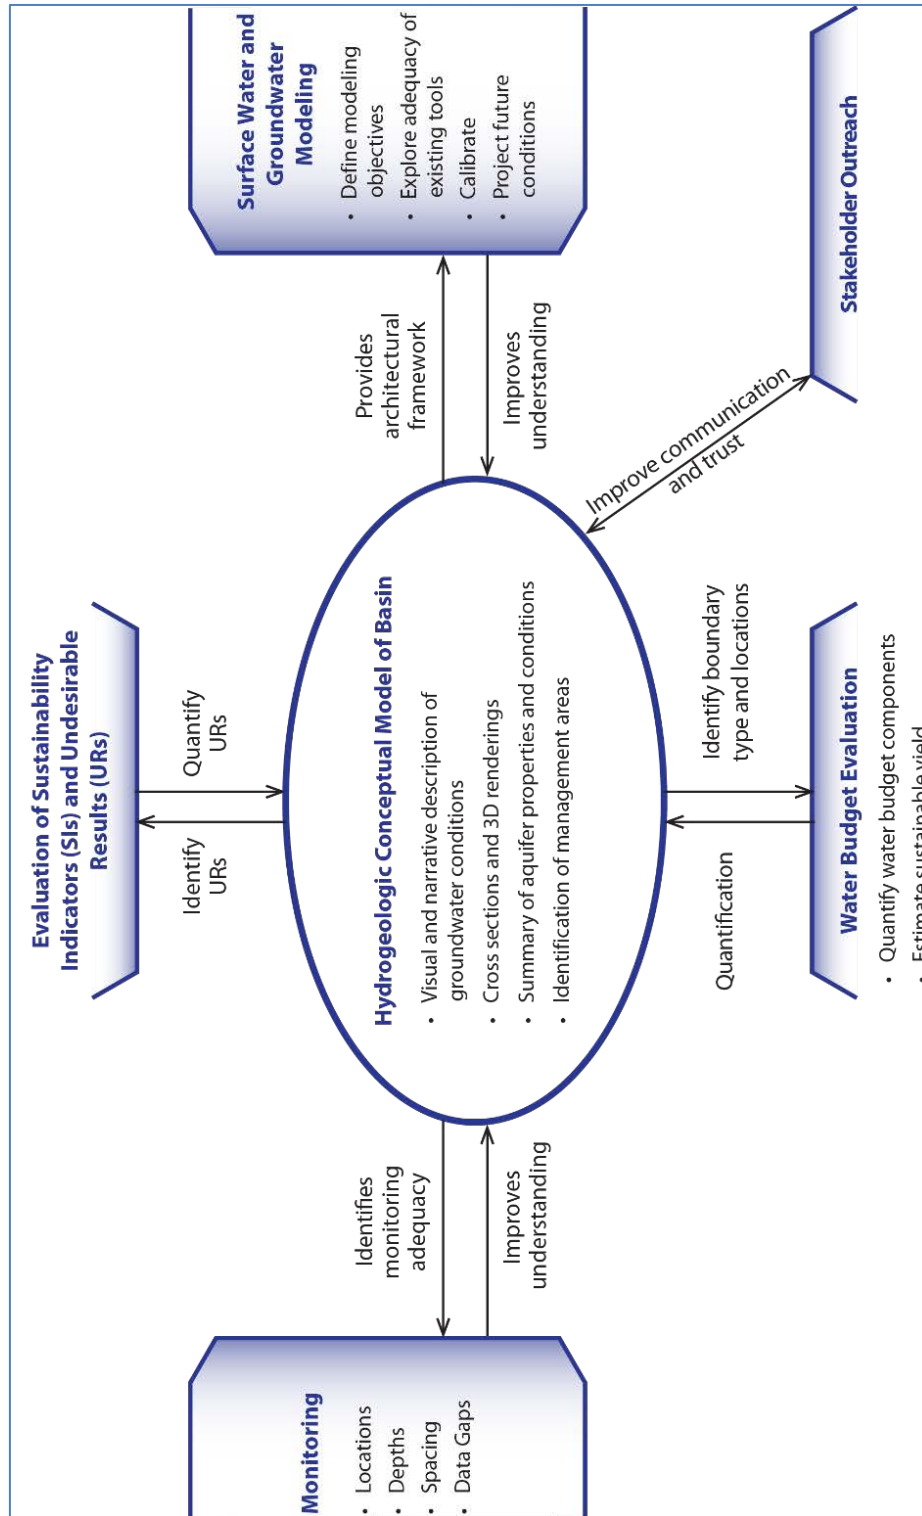 Evaluation of Sustainability
Indicators (SIs) and Undesirable
Results (URs)
Identify
URs
Quantify
URs
Monitoring
• Locations
• Depths
• Spacing
• Data Gaps
Identifies
monitoring
adequacy
Improves
understanding
Hydrogeologic Conceptual Model of Basin
• Visual and narrative description of
groundwater conditions
• Cross sections and 3D renderings
• Summary of aquifer properties and conditions
• Identification of management areas
Provides
architectural
framework
Improves
understanding
Surface Water and
Groundwater
Modeling
• Define modeling
objectives
• Explore adequacy of
existing tools
• Calibrate
• Project future
conditions
Quantification
Identify boundary
type and locations
Improve communication
and trust
Water Budget Evaluation
• Quantify water budget components
• Estimate sustainable yield
Stakeholder Outreach